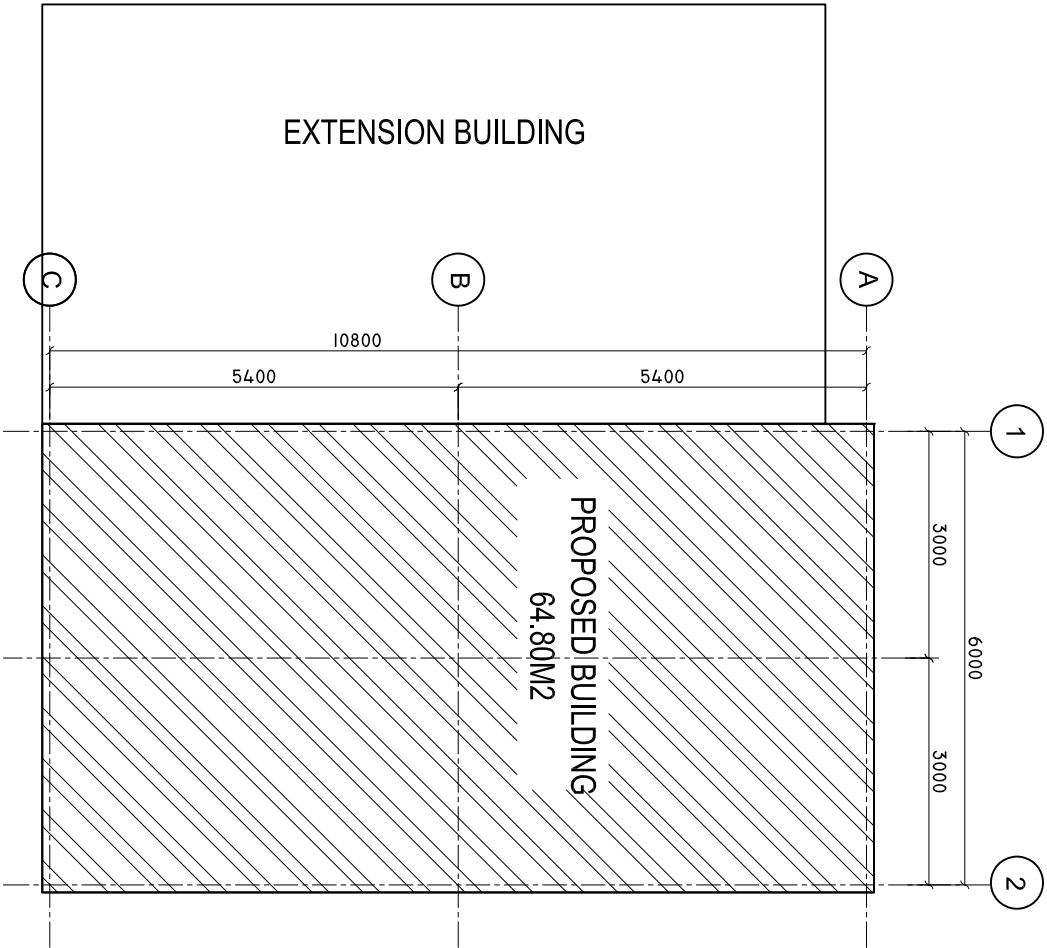 EXTENSION BUILDING
C
B
A
10800
5400
5400
1
3000
6000
PROPOSED BUILDING
64.80M2
3000
2